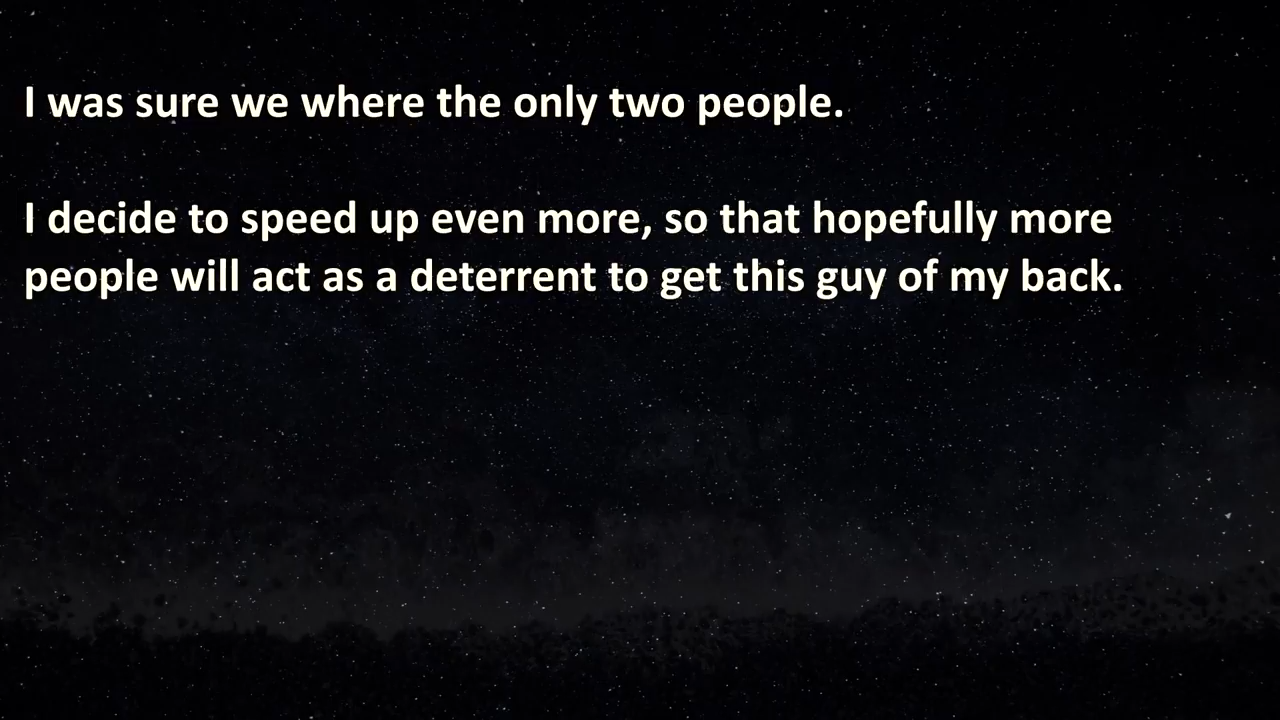 I was sure we where the only two people.
I decide to speed up even more, so that hopefully more
people will act as a deterrent to get this guy of my back.